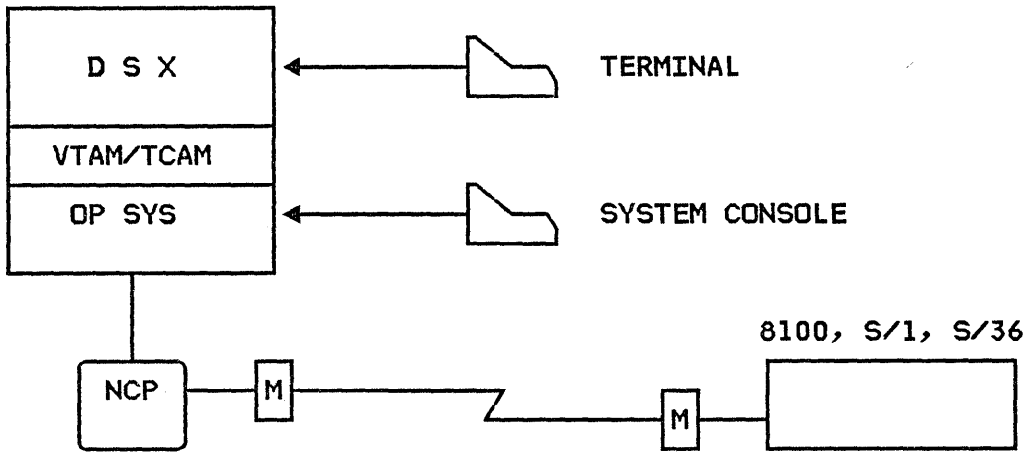 D S X
TERMINAL
VTAM/TCAM
OP SYS
SYSTEM CONSOLE
8100, S/1, S/36
NCP
M
M